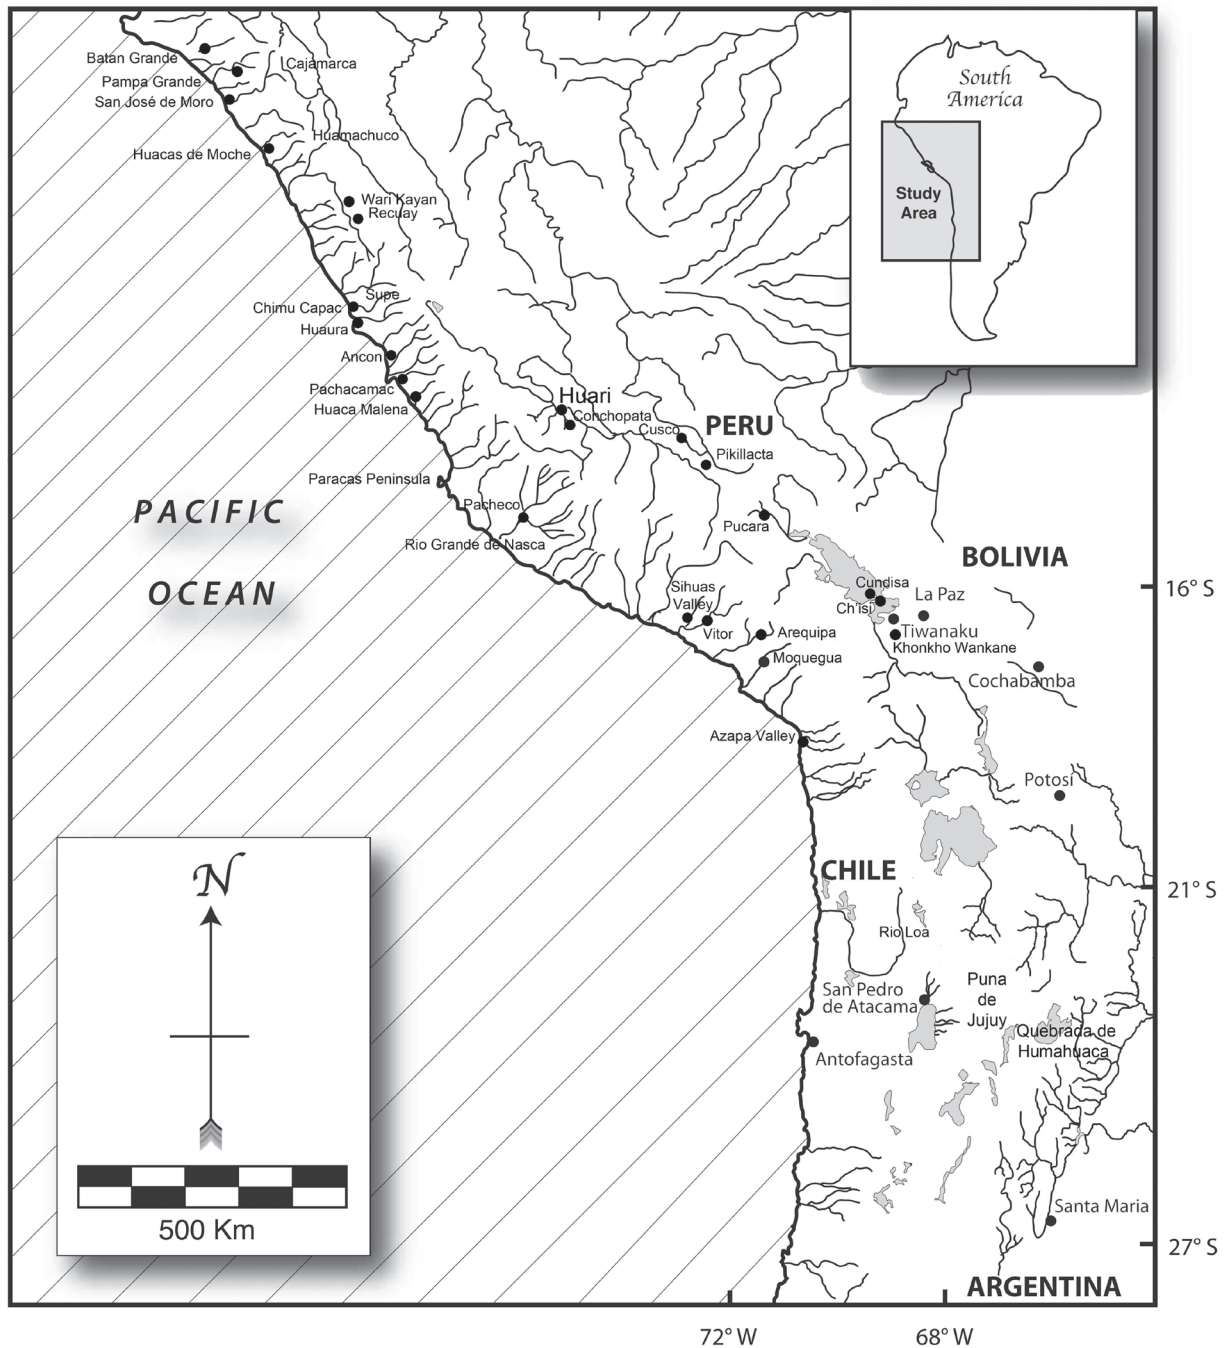 South
America
Study
Area
Batan Grande
Cajamarca
Pampa Grande
San José de Moro
Huamachuco
Huacas de Moche
Wari Kayan
Recuay
Supe
Chimu Capac
Huaura
Ancon
Pachacamac
Huaca Malena
Huari
Conchopata
Cusco
PERU
Pikillacta
Paracas Peninsula
Pacheco
PACIFIC
OCEAN
Pucara
Rio Grande de Nasca
BOLIVIA
Cundisa
Sihuas
Valley
16° S
La Paz
Ch'isi
Vitor
Arequipa
Tiwanaku
Khonkho Wankane
Moquegua
Cochabamba
Azapa Valley
Potosí
CHILE
21° S
Rio Loa
San Pedro
de Atacama
Puna
de
Jujuy
Quebrada de
Humahuaca
Antofagasta
N
500 Km
Santa Maria
27° S
ARGENTINA
72° W
68° W